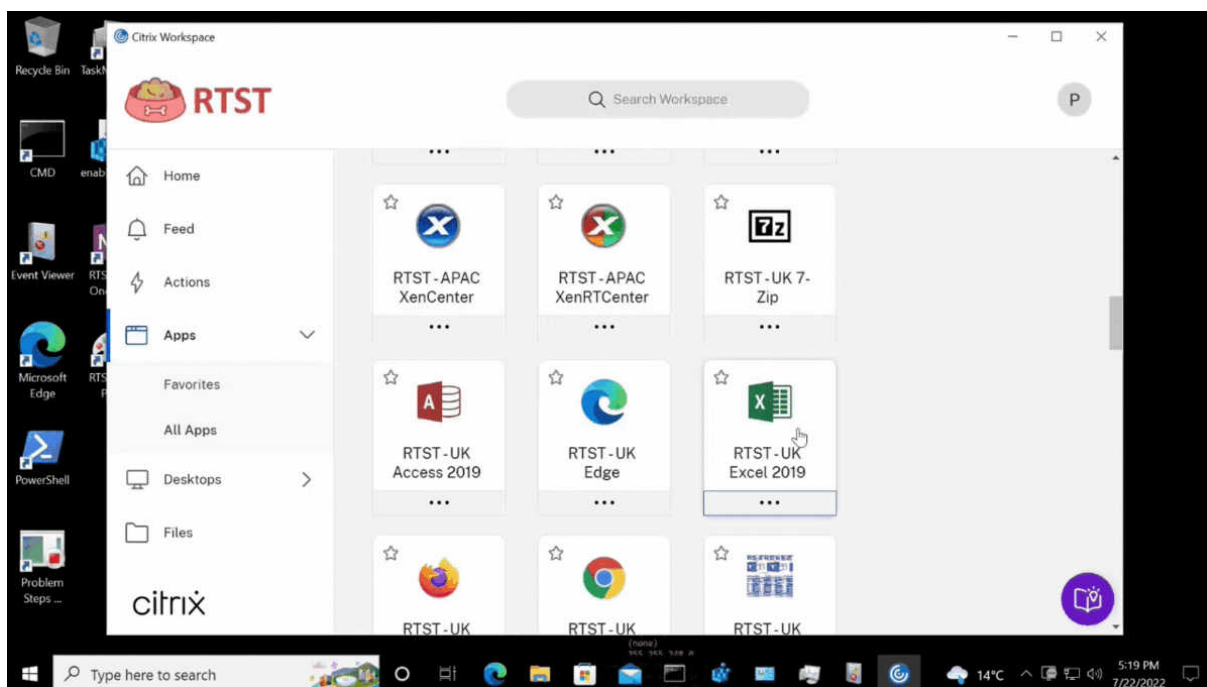 Recycle Bin
TaskM
CMD
enab
Event Viewer
RTS
On
Microsoft
Edge
RTS
P
PowerShell
Problem
Steps ...
Citrix Workspace
RTST
Search Workspace
P
Home
Feed
Actions
Apps
Favorites
All Apps
Desktops
Files
citrix
RTST-APAC
XenCenter
RTST-APAC
XenRTCenter
7z
RTST-UK 7-
Zip
A
RTST-UK
Access 2019
RTST-UK
Edge
X
RTST-UK
Excel 2019
RTST-UK
RTST-UK
RTST-UK
(none)
Type here to search
14°C
5:19 PM
7/22/2022